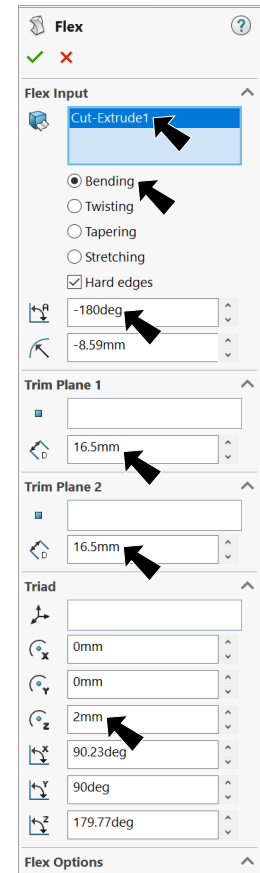 Flex
?
Flex Input
Cut-Extrude1
Bending
Twisting
Tapering
Stretching
Hard edges
A
-180deg
-8.59mm
Trim Plane 1
D
16.5mm
Trim Plane 2
D
16.5mm
Triad
X
0mm
Y
0mm
Z
2mm
X
90.23deg
Y
90deg
Z
179.77deg
Flex Options